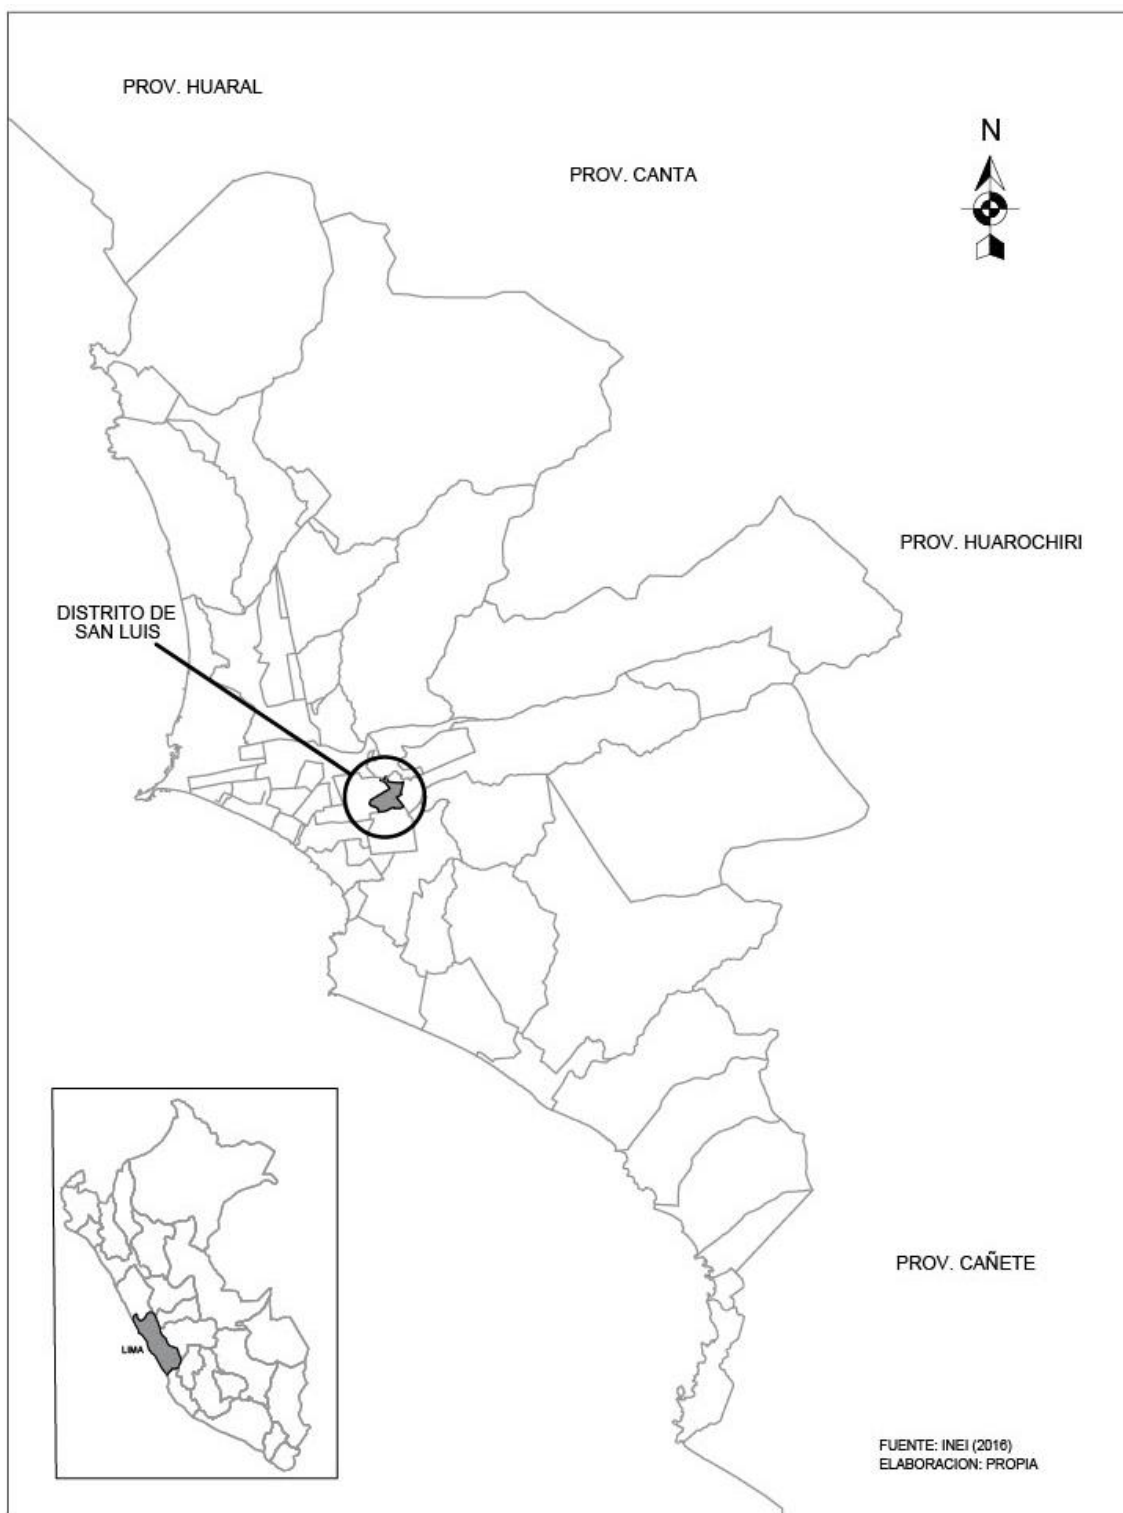 PROV. HUARAL
PROV. CANTA
N
PROV. HUAROCHIRI
DISTRITO DE
SAN LUIS
PROV. CAÑETE
LIMA
FUENTE: INEI (2016)
ELABORACION: PROPIA